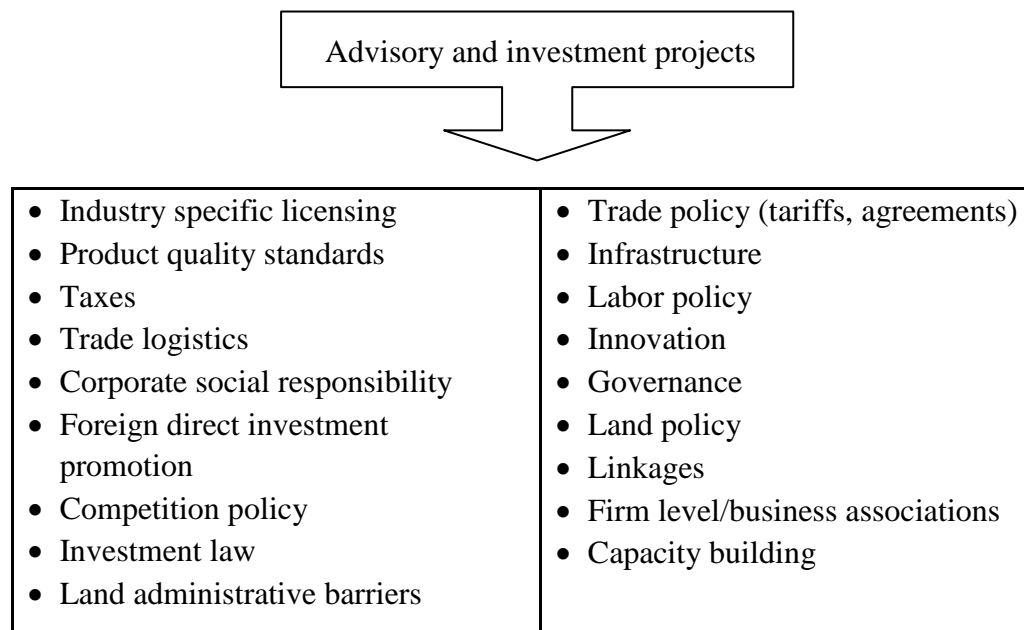 Advisory and investment projects
• Industry specific licensing
• Product quality standards
• Taxes
• Trade logistics
• Corporate social responsibility
• Foreign direct investment
promotion
• Competition policy
• Investment law
• Land administrative barriers
• Trade policy (tariffs, agreements)
• Infrastructure
• Labor policy
• Innovation
• Governance
• Land policy
• Linkages
• Firm level/business associations
• Capacity building